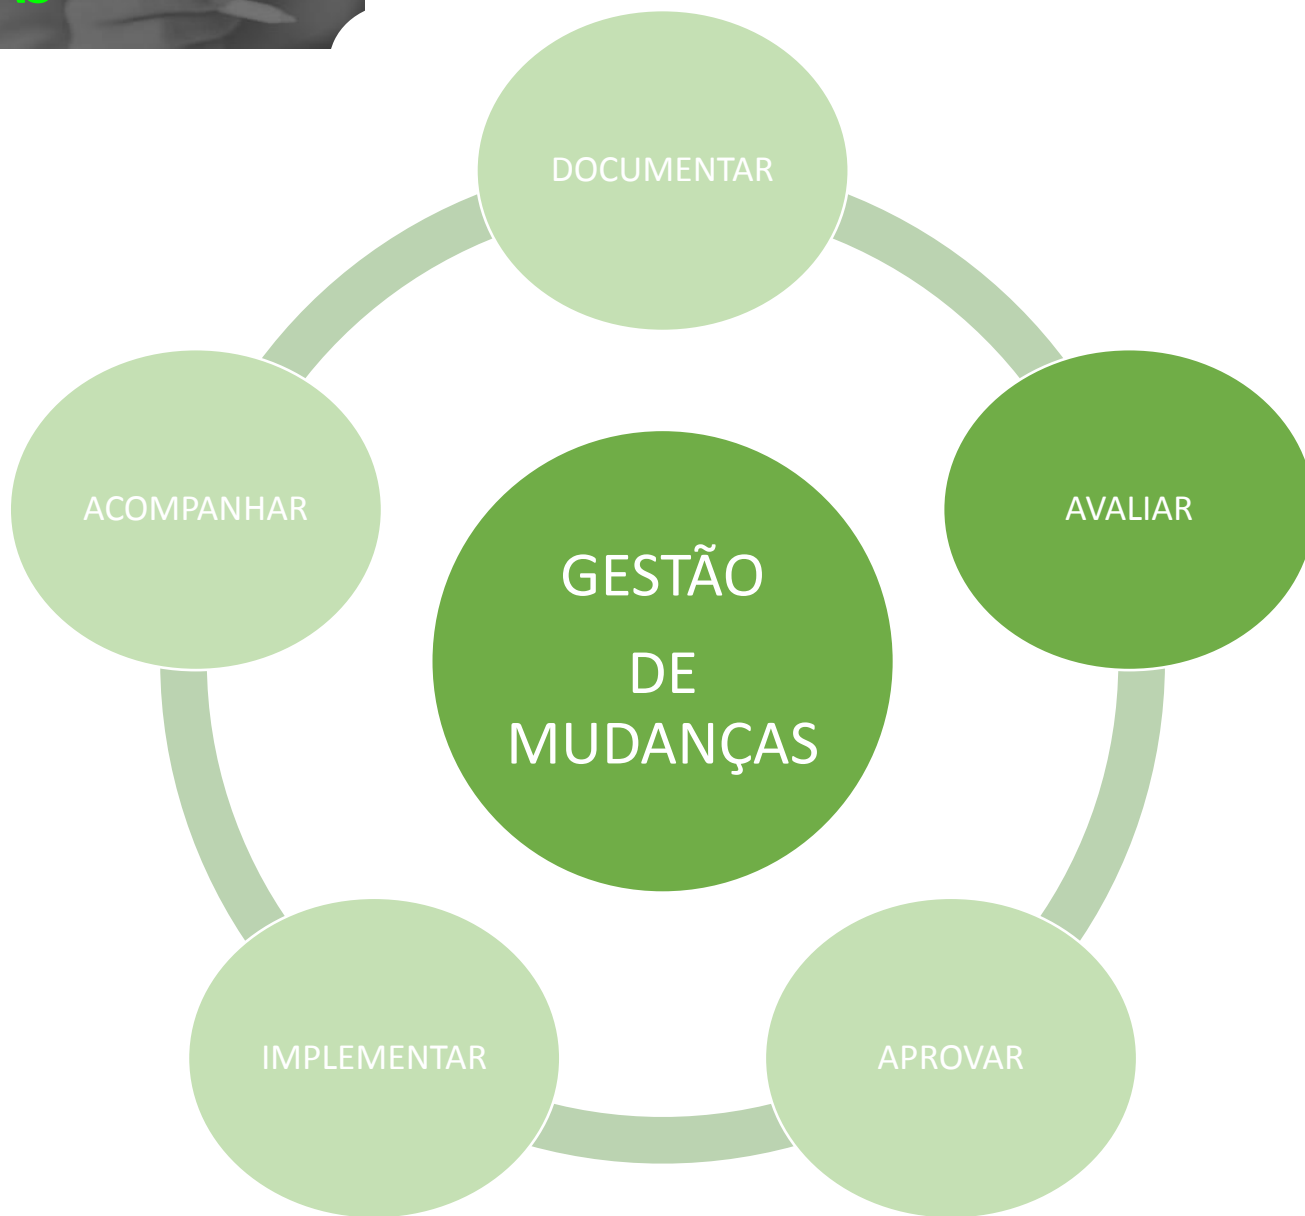 DOCUMENTAR
AVALIAR
ACOMPANHAR
GESTÃO
DE
MUDANÇAS
IMPLEMENTAR
APROVAR